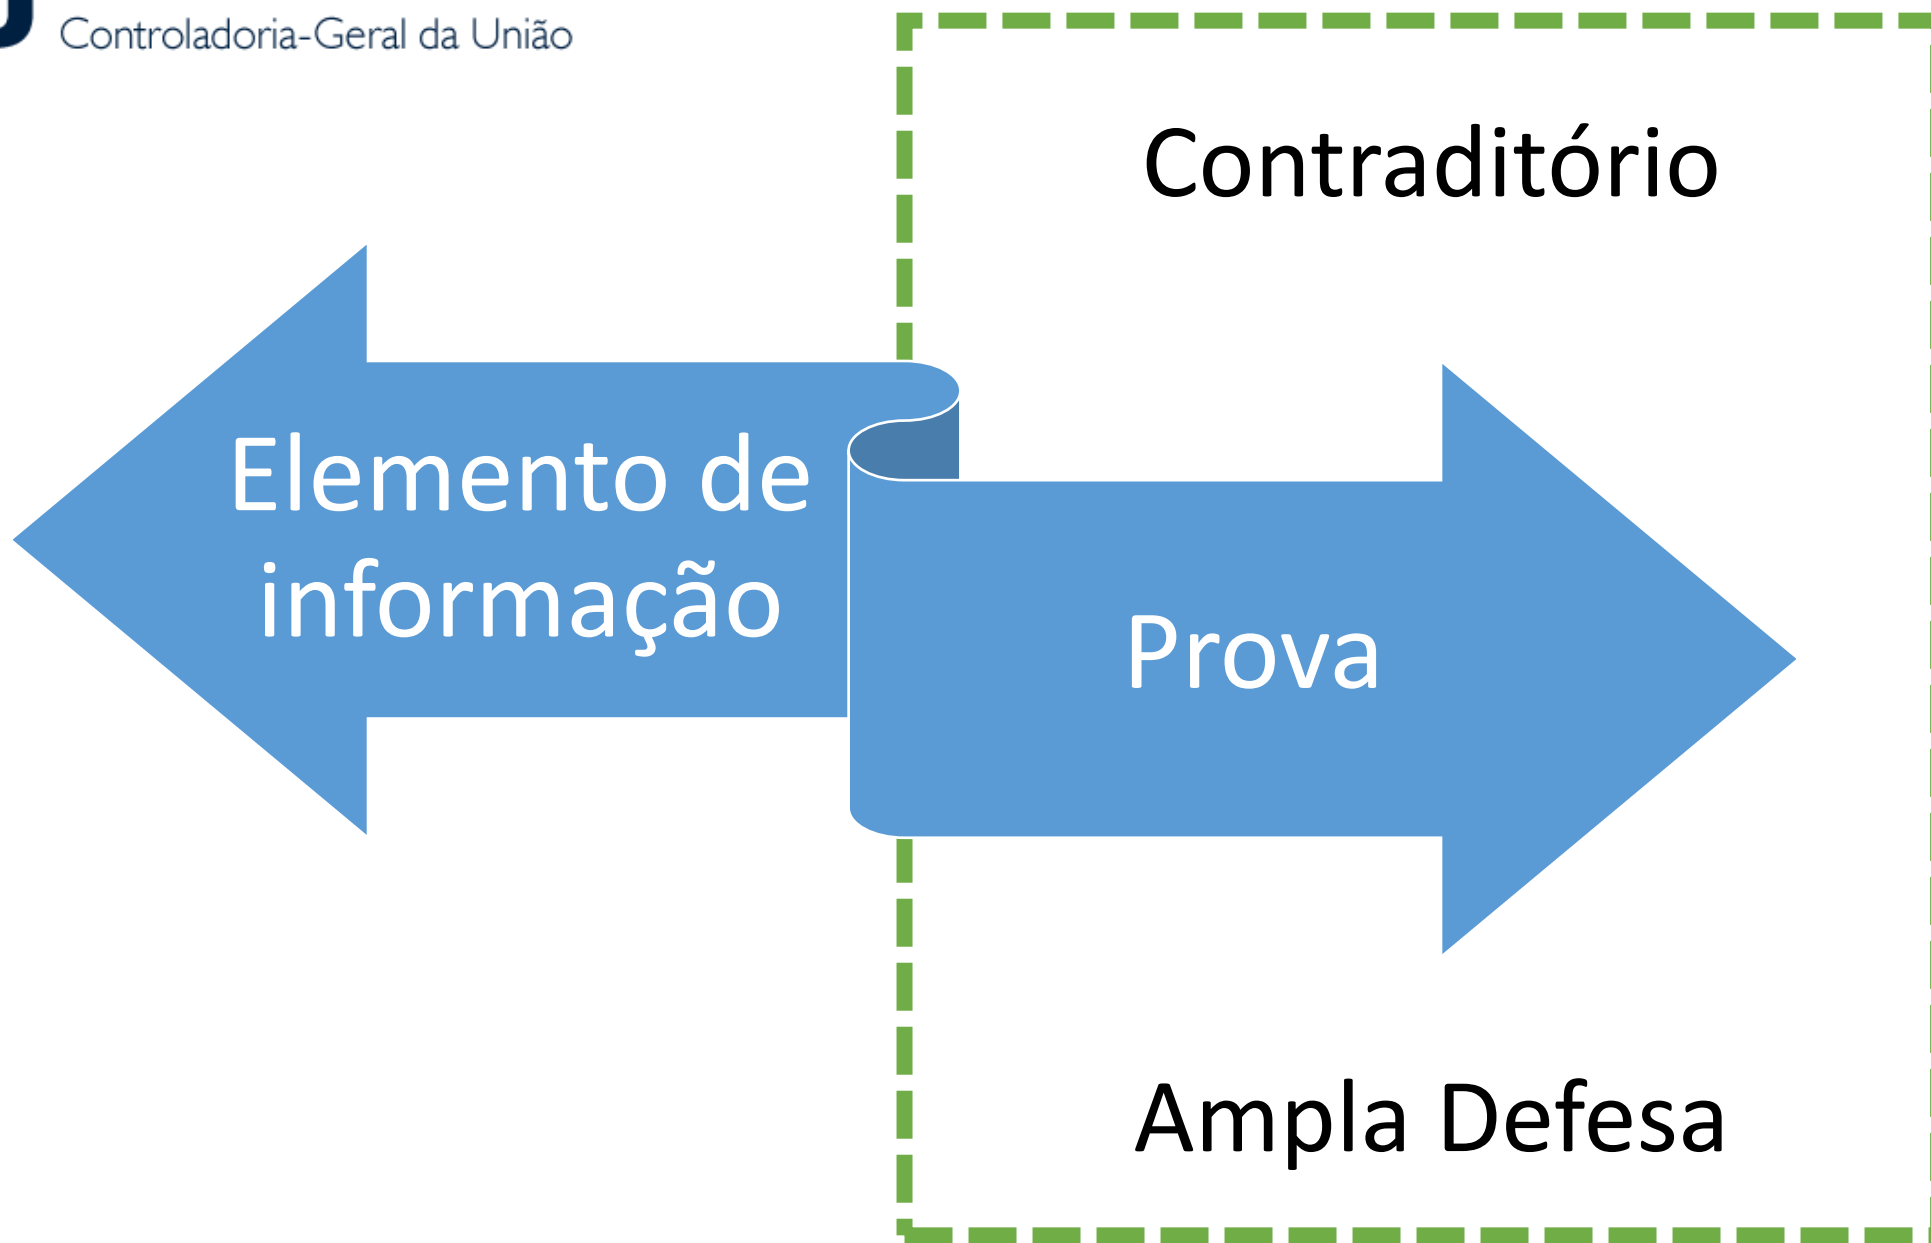 Controladoria-Geral da União
Contraditório
Elemento de
informação
Prova
Ampla Defesa